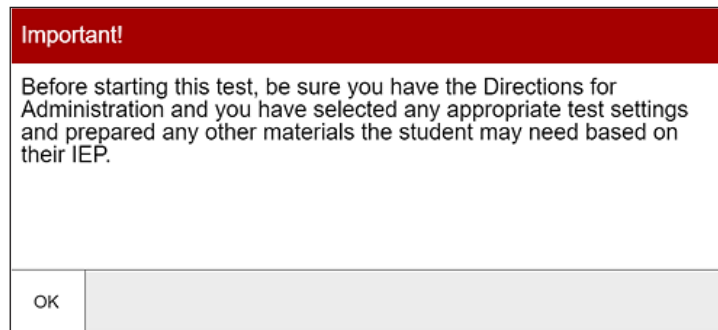 Important!
Before starting this test, be sure you have the Directions for
Administration and you have selected any appropriate test settings
and prepared any other materials the student may need based on
their IEP.
OK